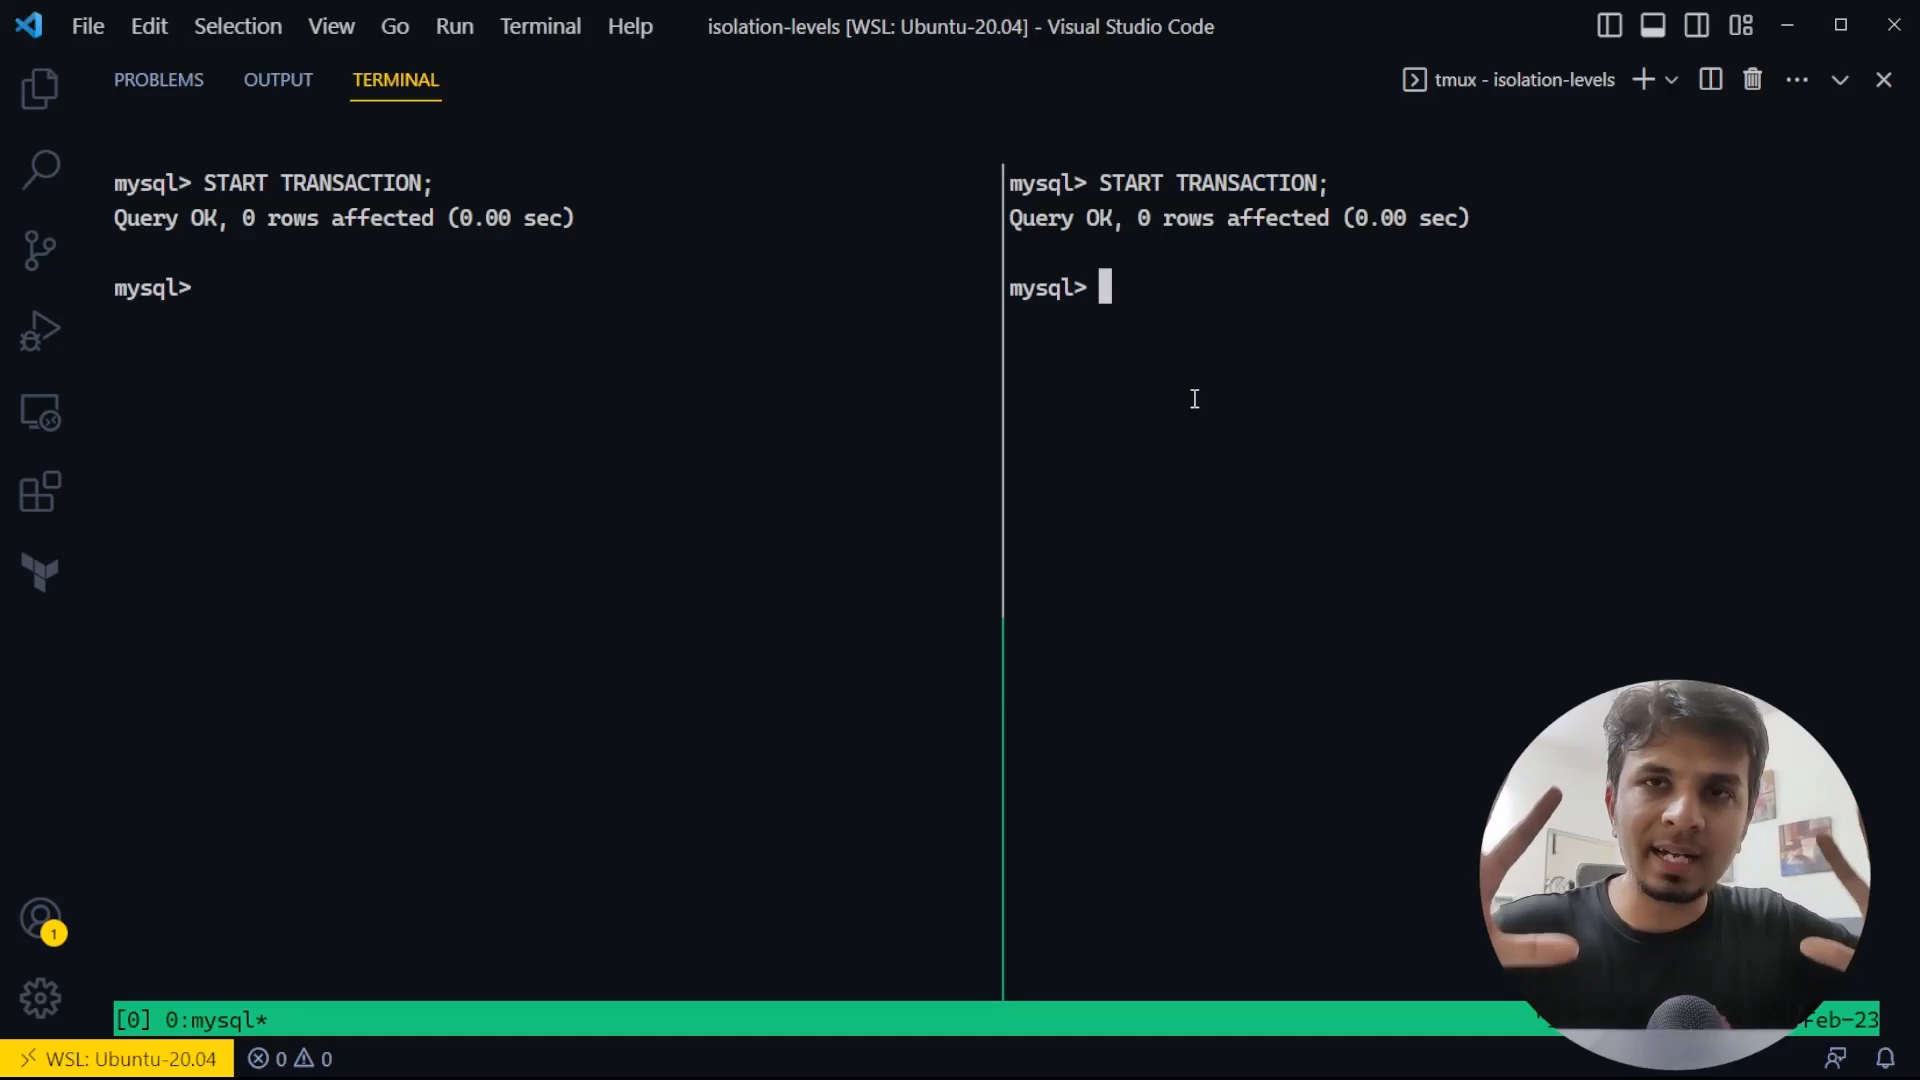 File Edit Selection View Go Run Terminal Help
isolation-levels [WSL: Ubuntu-20.04] - Visual Studio Code
PROBLEMS OUTPUT TERMINAL
tmux - isolation-levels
mysql> START TRANSACTION;
Query OK, 0 rows affected (0.00 sec)
mysql>
mysql> START TRANSACTION;
Query OK, 0 rows affected (0.00 sec)
mysql>
1
[0] 0:mysql*
Feb-23
WSL: Ubuntu-20.04
0
0